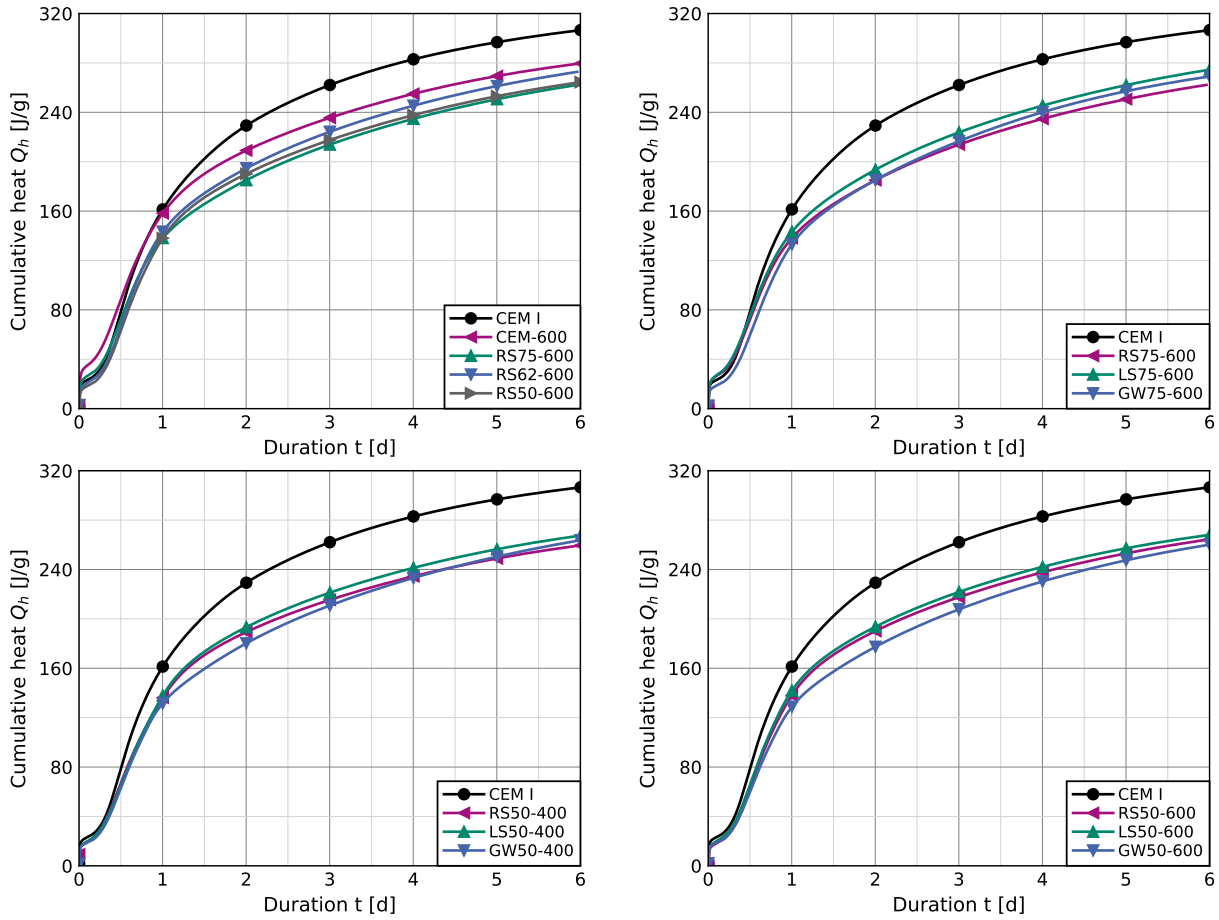 320
240
160
80
0
Cumulative heat Q_h [J/g]
CEM I
CEM-600
RS75-600
RS62-600
RS50-600
0 1 2 3 4 5 6
Duration t [d]
320
240
160
80
0
Cumulative heat Q_h [J/g]
CEM I
RS75-600
LS75-600
GW75-600
0 1 2 3 4 5 6
Duration t [d]
320
240
160
80
0
Cumulative heat Q_h [J/g]
CEM I
RS50-400
LS50-400
GW50-400
0 1 2 3 4 5 6
Duration t [d]
320
240
160
80
0
Cumulative heat Q_h [J/g]
CEM I
RS50-600
LS50-600
GW50-600
0 1 2 3 4 5 6
Duration t [d]